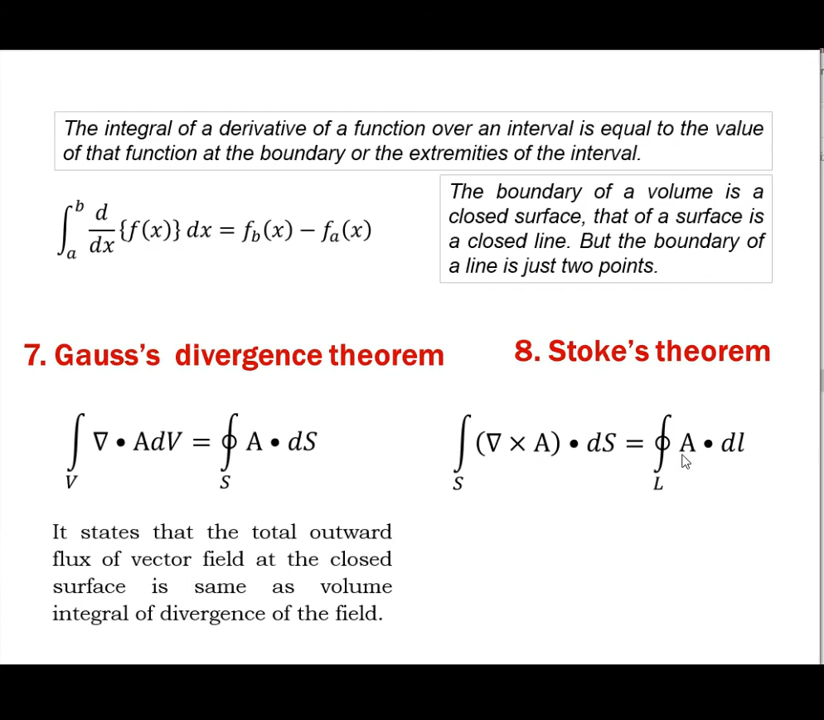 The integral of a derivative of a function over an interval is equal to the value
of that function at the boundary or the extremities of the interval.
∫_a^b d/dx {f(x)} dx = f_b(x) − f_a(x)
The boundary of a volume is a
closed surface, that of a surface is
a closed line. But the boundary of
a line is just two points.
7. Gauss's divergence theorem
8. Stoke's theorem
∫_V ∇ • AdV = ∮_S A • dS
∫_S (∇ × A) • dS = ∮_L A • dl
It states that the total outward
flux of vector field at the closed
surface is same as volume
integral of divergence of the field.